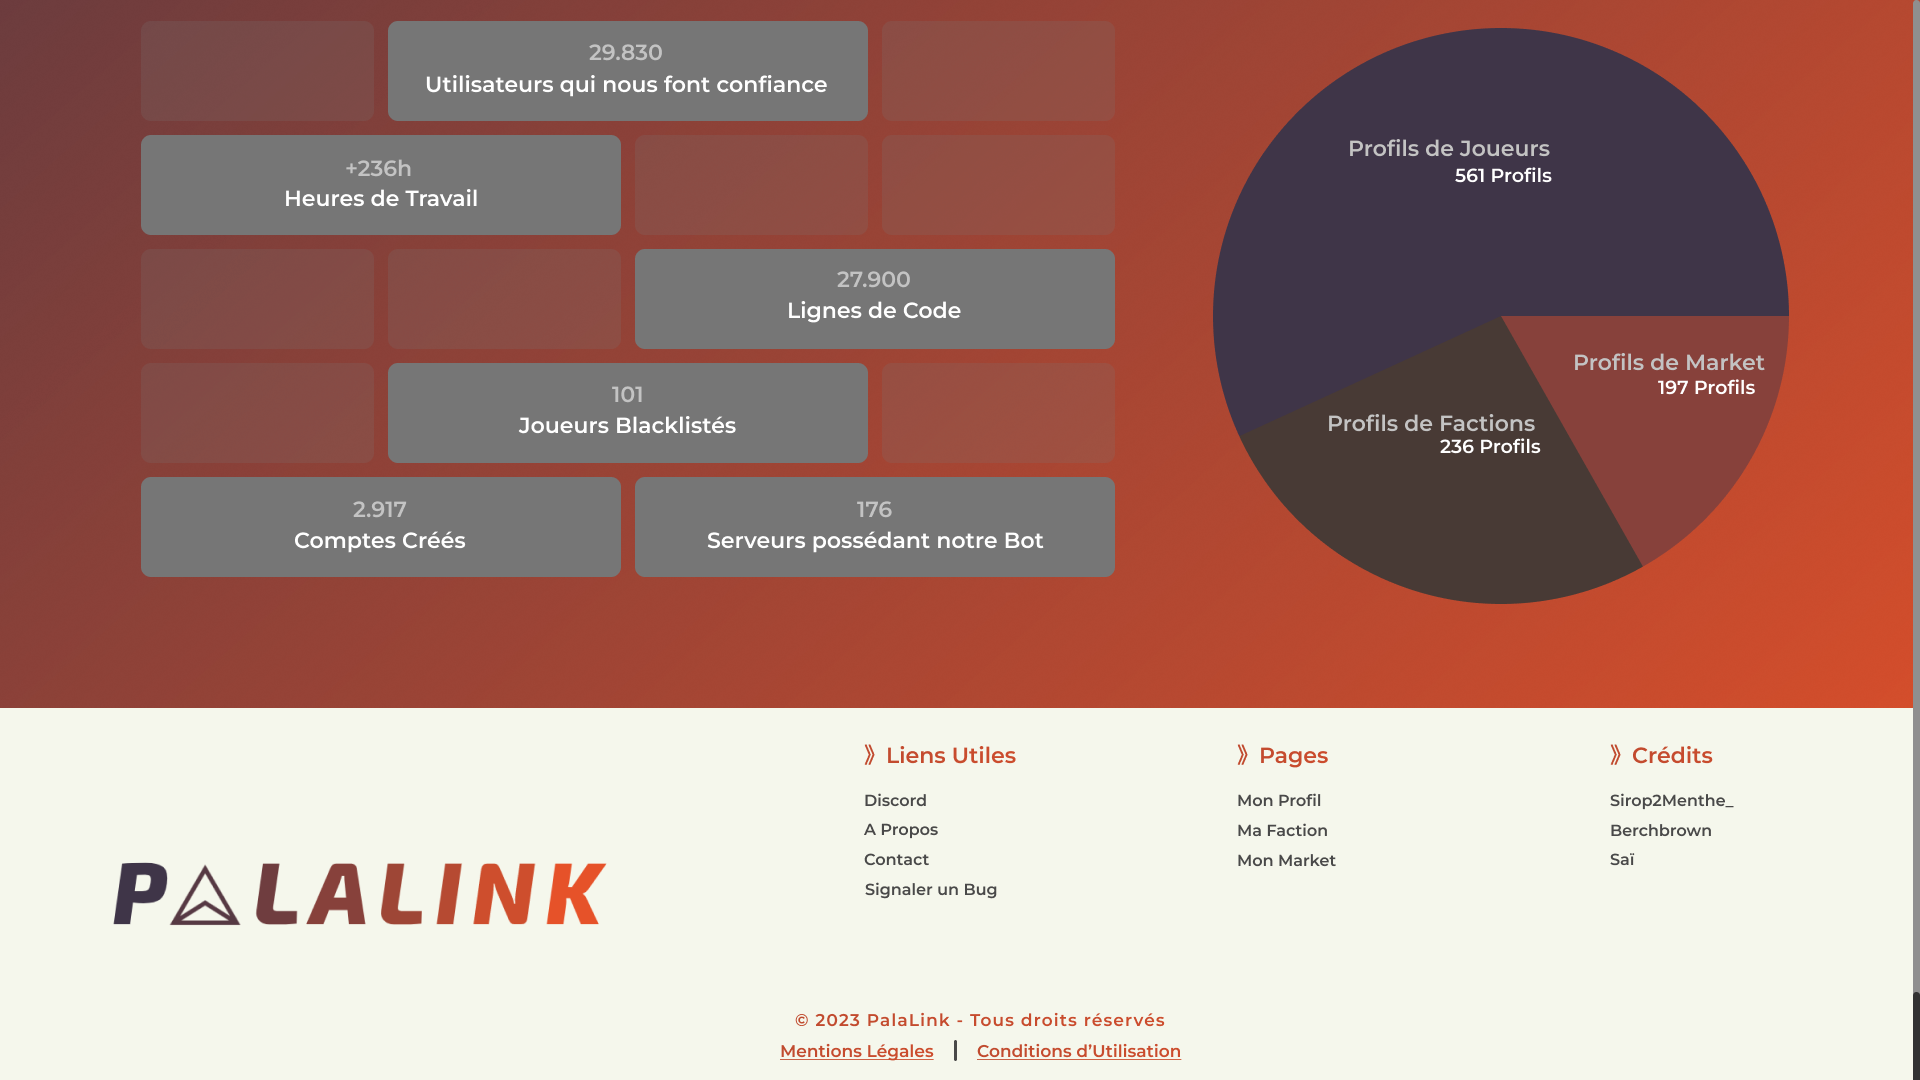 29.830
Utilisateurs qui nous font confiance
+236h
Heures de Travail
27.900
Lignes de Code
101
Joueurs Blacklistés
2.917
Comptes Créés
176
Serveurs possédant notre Bot
Profils de Joueurs
561 Profils
Profils de Market
197 Profils
Profils de Factions
236 Profils
PALALINK
⟫ Liens Utiles
Discord
A Propos
Contact
Signaler un Bug
⟫ Pages
Mon Profil
Ma Faction
Mon Market
⟫ Crédits
Sirop2Menthe_
Berchbrown
Saï
© 2023 PalaLink - Tous droits réservés
Mentions Légales | Conditions d’Utilisation